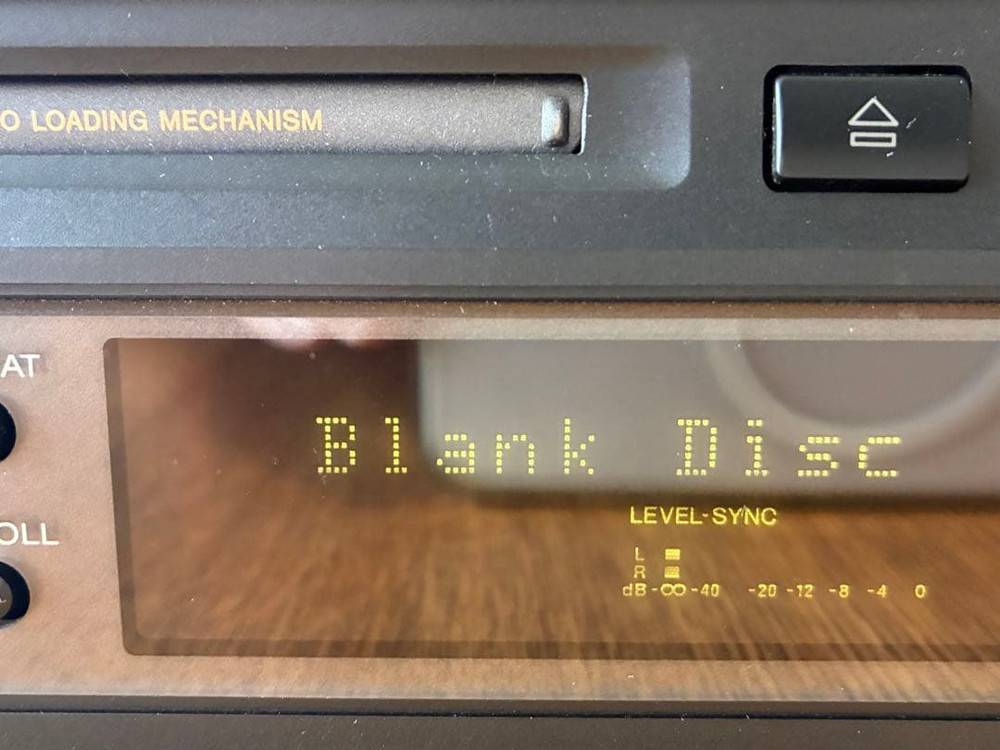 O LOADING MECHANISM
AT
Blank Disc
LEVEL-SYNC
OLL
L
R
dB -∞ -40 -20 -12 -8 -4 0